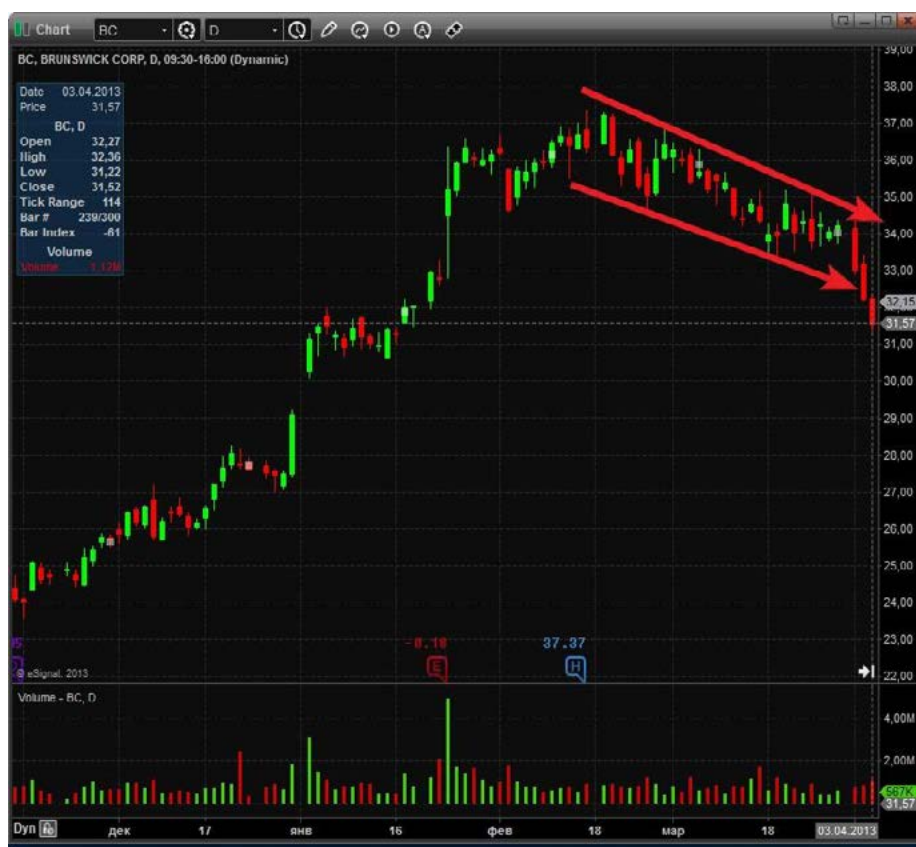 Chart BC D
BC, BRUNSWICK CORP, D, 09:30-16:00 (Dynamic)
Date 03.04.2013
Price 31,57
BC, D
Open 32,27
High 32,36
Low 31,22
Close 31,52
Tick Range 114
Bar # 239/300
Bar Index -61
Volume
Volume 1,12M
39,00
38,00
37,00
36,00
35,00
34,00
33,00
32,15
31,57
31,00
30,00
29,00
28,00
27,00
26,00
25,00
24,00
23,00
22,00
-0.18 37.37
E H
© eSignal, 2013
Volume - BC, D
4,00M
2,00M
567K
31,57
Dyn дек 17 янв 16 фев 18 мар 18 03.04.2013